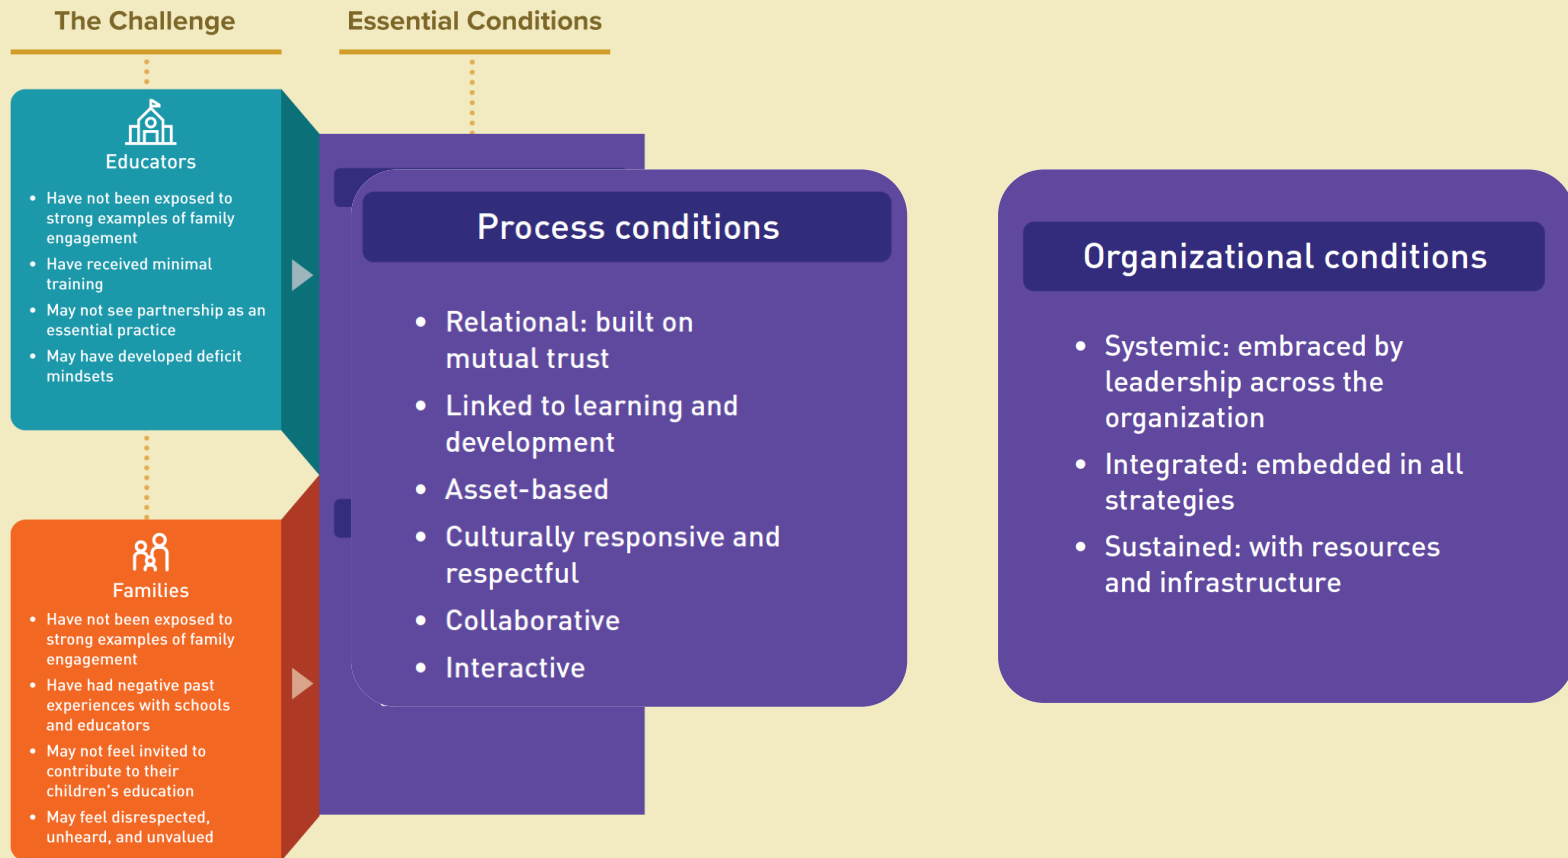 The Challenge
Essential Conditions
Educators
• Have not been exposed to
strong examples of family
engagement
• Have received minimal
training
• May not see partnership as an
essential practice
• May have developed deficit
mindsets
Families
• Have not been exposed to
strong examples of family
engagement
• Have had negative past
experiences with schools
and educators
• May not feel invited to
contribute to their
children's education
• May feel disrespected,
unheard, and unvalued
Process conditions
• Relational: built on
mutual trust
• Linked to learning and
development
• Asset-based
• Culturally responsive and
respectful
• Collaborative
• Interactive
Organizational conditions
• Systemic: embraced by
leadership across the
organization
• Integrated: embedded in all
strategies
• Sustained: with resources
and infrastructure